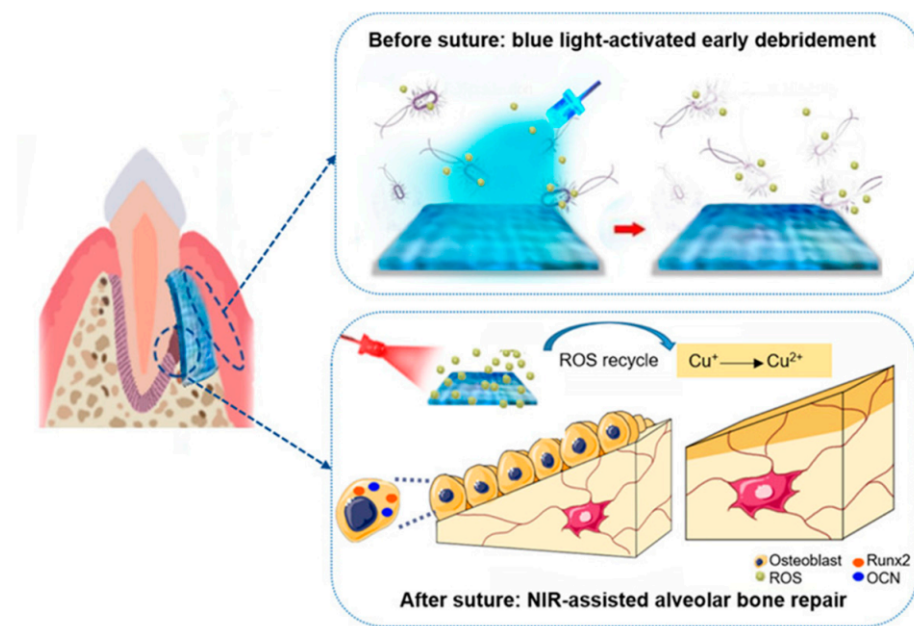 Before suture: blue light-activated early debridement
ROS recycle
Cu⁺ → Cu²⁺
Osteoblast
Runx2
ROS
OCN
After suture: NIR-assisted alveolar bone repair